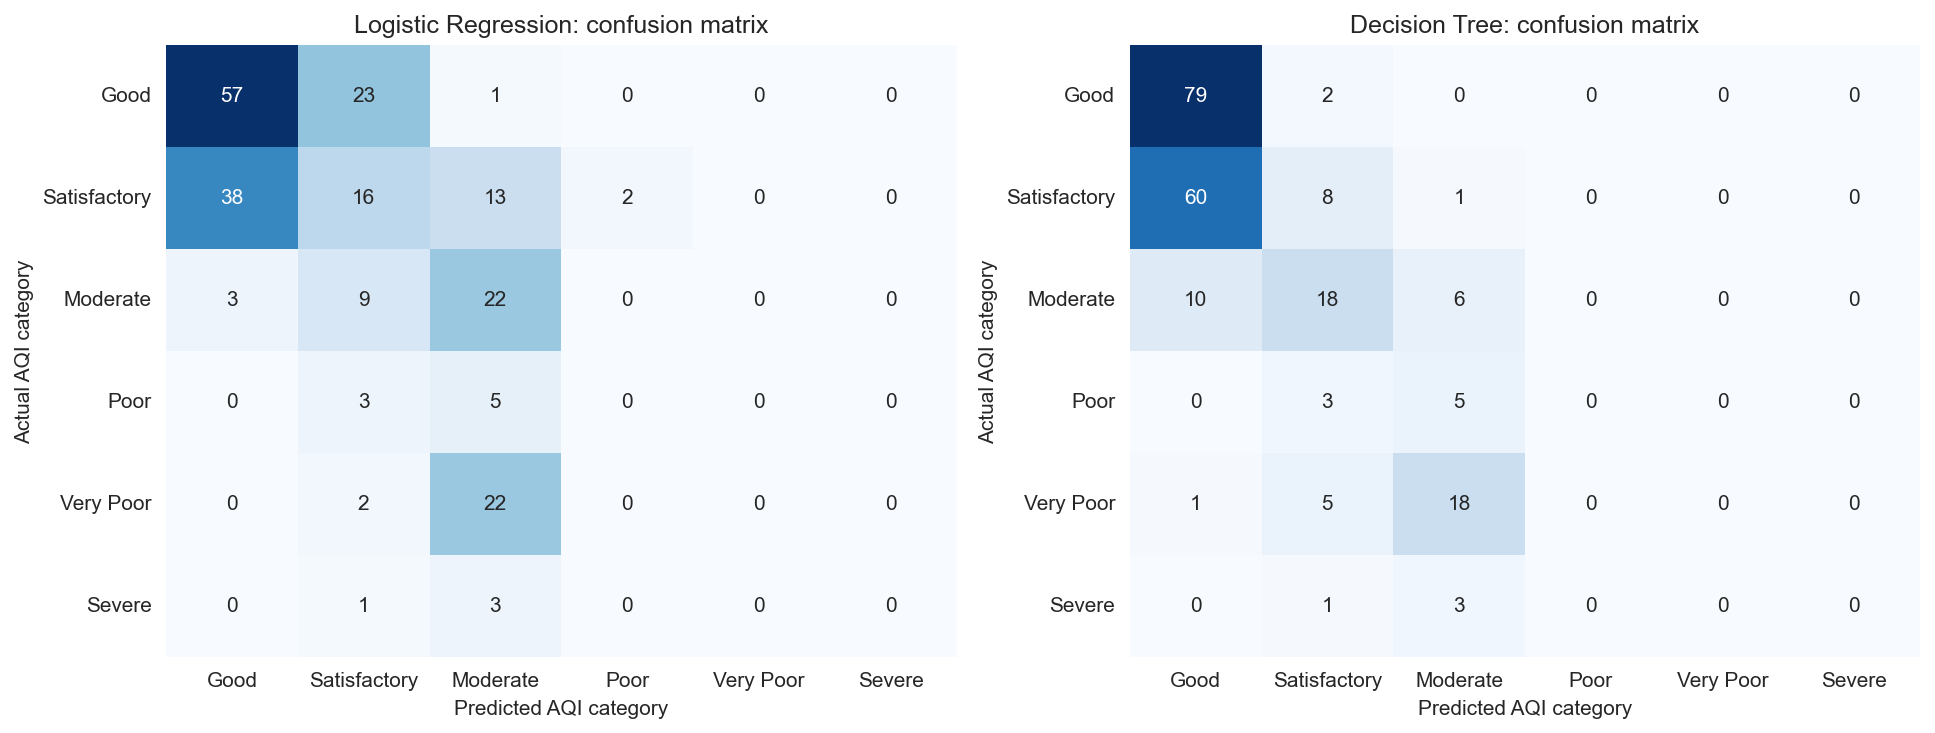 Logistic Regression: confusion matrix
Actual AQI category
Good 57 23 1 0 0 0
Satisfactory 38 16 13 2 0 0
Moderate 3 9 22 0 0 0
Poor 0 3 5 0 0 0
Very Poor 0 2 22 0 0 0
Severe 0 1 3 0 0 0
Good Satisfactory Moderate Poor Very Poor Severe
Predicted AQI category
Decision Tree: confusion matrix
Actual AQI category
Good 79 2 0 0 0 0
Satisfactory 60 8 1 0 0 0
Moderate 10 18 6 0 0 0
Poor 0 3 5 0 0 0
Very Poor 1 5 18 0 0 0
Severe 0 1 3 0 0 0
Good Satisfactory Moderate Poor Very Poor Severe
Predicted AQI category